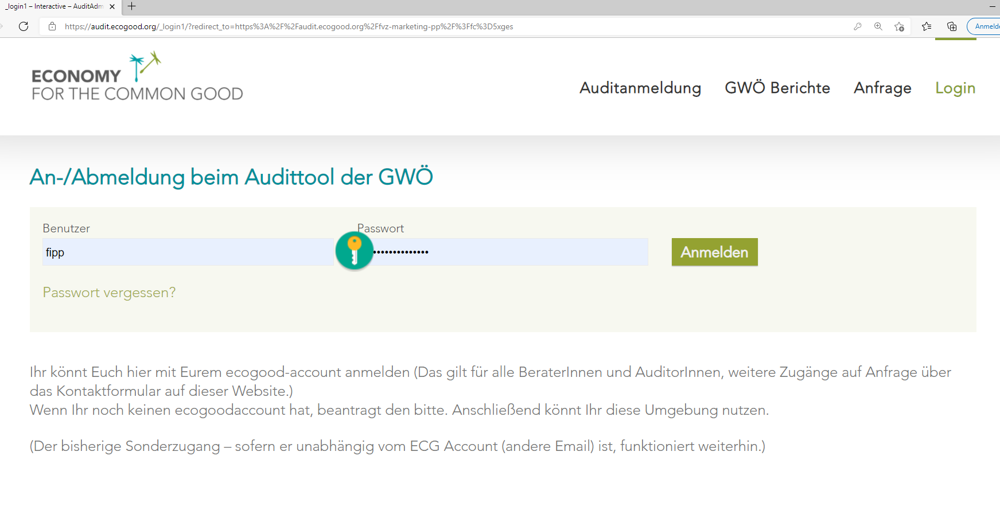 _login1 – Interactive – AuditAdm
https://audit.ecogood.org/_login1/?redirect_to=https%3A%2F%2Faudit.ecogood.org%2Ffvz-marketing-pp%2F%3Ffc%3D5xges
Anmelde
ECONOMY
FOR THE COMMON GOOD
Auditanmeldung GWÖ Berichte Anfrage Login
An-/Abmeldung beim Audittool der GWÖ
Benutzer Passwort
fipp ••••••••••••••
Anmelden
Passwort vergessen?
Ihr könnt Euch hier mit Eurem ecogood-account anmelden (Das gilt für alle BeraterInnen und AuditorInnen, weitere Zugänge auf Anfrage über
das Kontaktformular auf dieser Website.)
Wenn Ihr noch keinen ecogoodaccount hat, beantragt den bitte. Anschließend könnt Ihr diese Umgebung nutzen.
(Der bisherige Sonderzugang – sofern er unabhängig vom ECG Account (andere Email) ist, funktioniert weiterhin.)